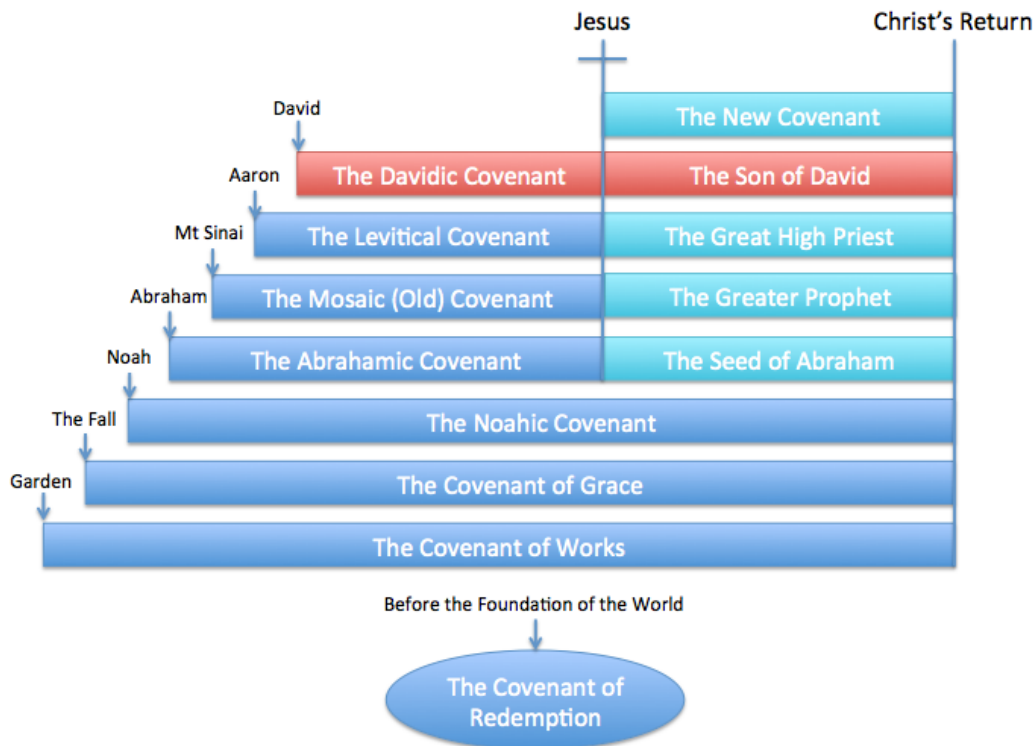 Jesus
Christ's Return
The New Covenant
David
The Davidic Covenant
The Son of David
Aaron
The Levitical Covenant
The Great High Priest
Mt Sinai
The Mosaic (Old) Covenant
The Greater Prophet
Abraham
The Abrahamic Covenant
The Seed of Abraham
Noah
The Noahic Covenant
The Fall
The Covenant of Grace
Garden
The Covenant of Works
Before the Foundation of the World
The Covenant of
Redemption